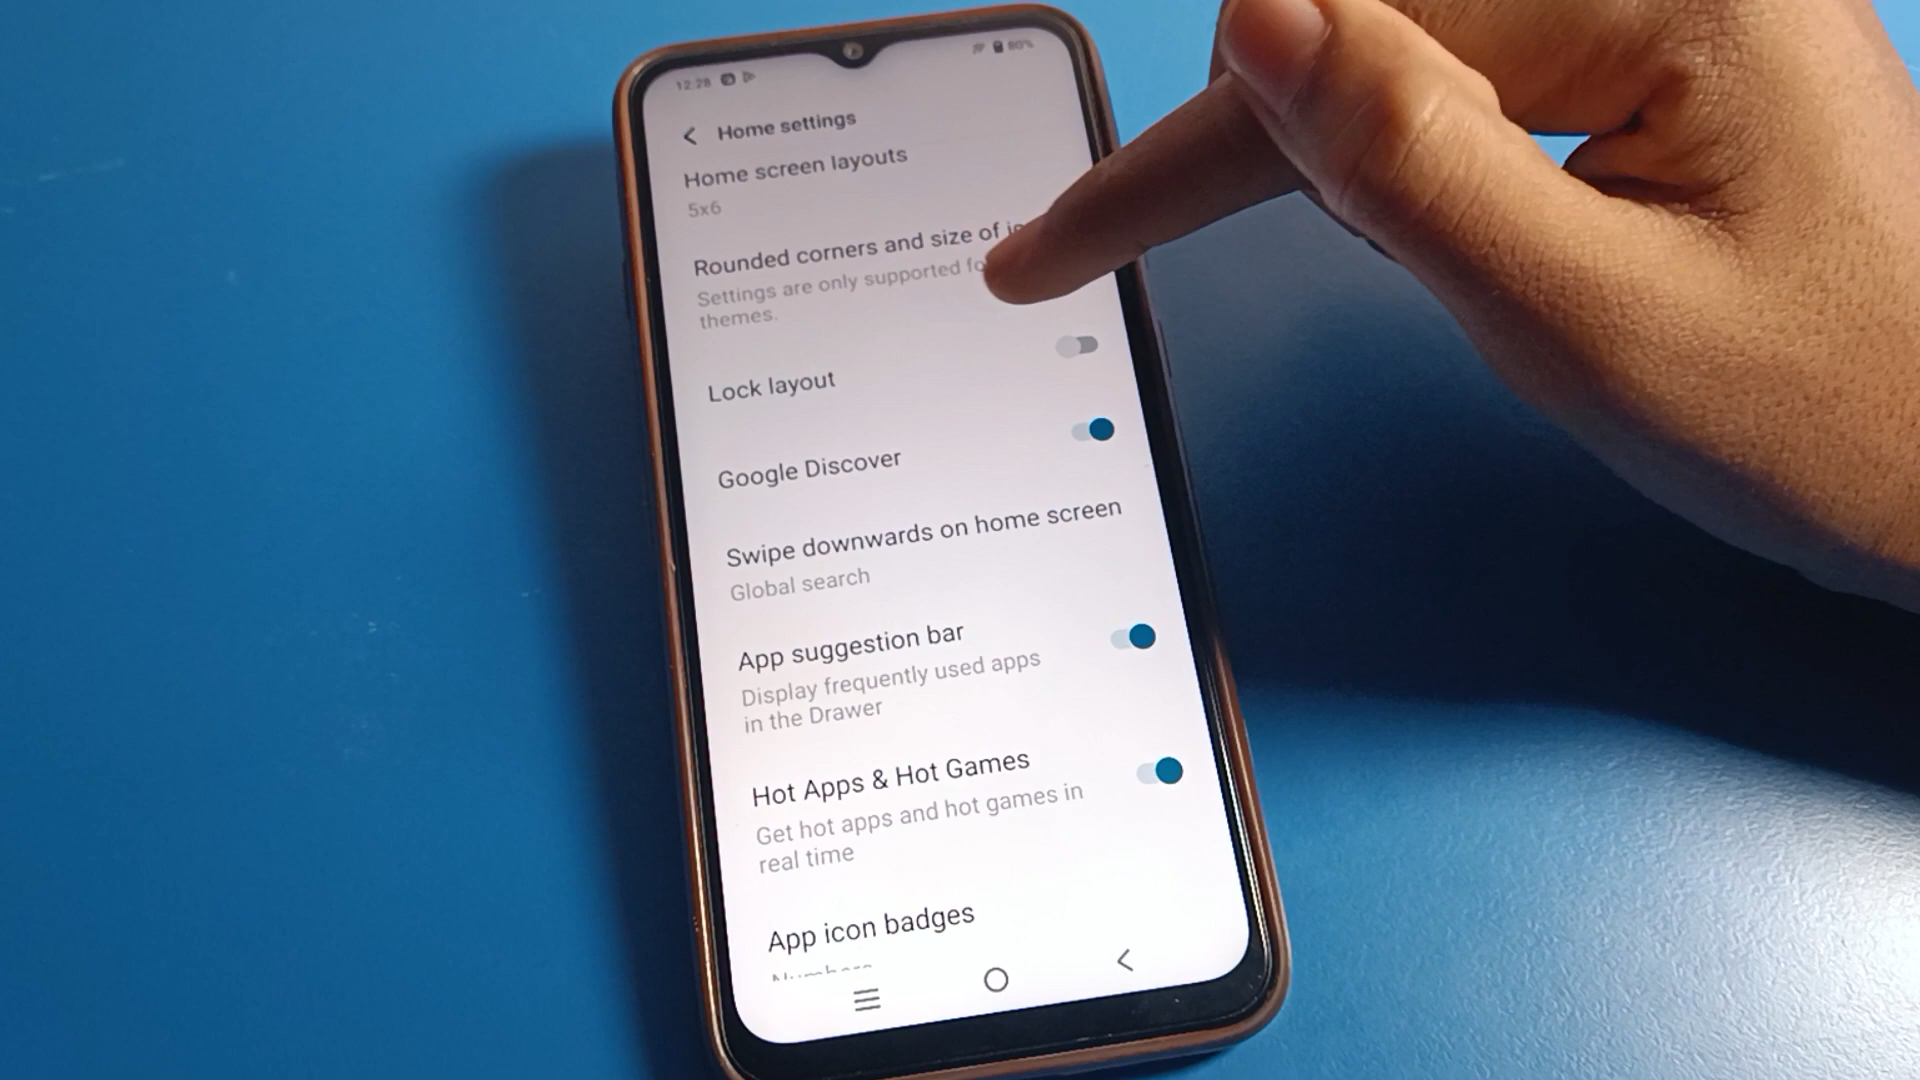 12:28
80%
Home settings
Home screen layouts
5x6
Rounded corners and size of
Settings are only supported
themes.
Lock layout
Google Discover
Swipe downwards on home screen
Global search
App suggestion bar
Display frequently used apps
in the Drawer
Hot Apps & Hot Games
Get hot apps and hot games in
real time
App icon badges